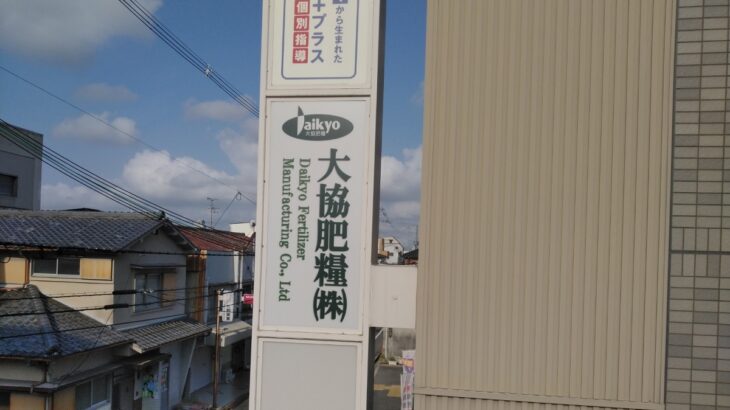 から生まれた
+プラス
個別指導
Daikyo
大協肥糧
大協肥糧㈱
Daikyo Fertilizer
Manufacturing Co., Ltd